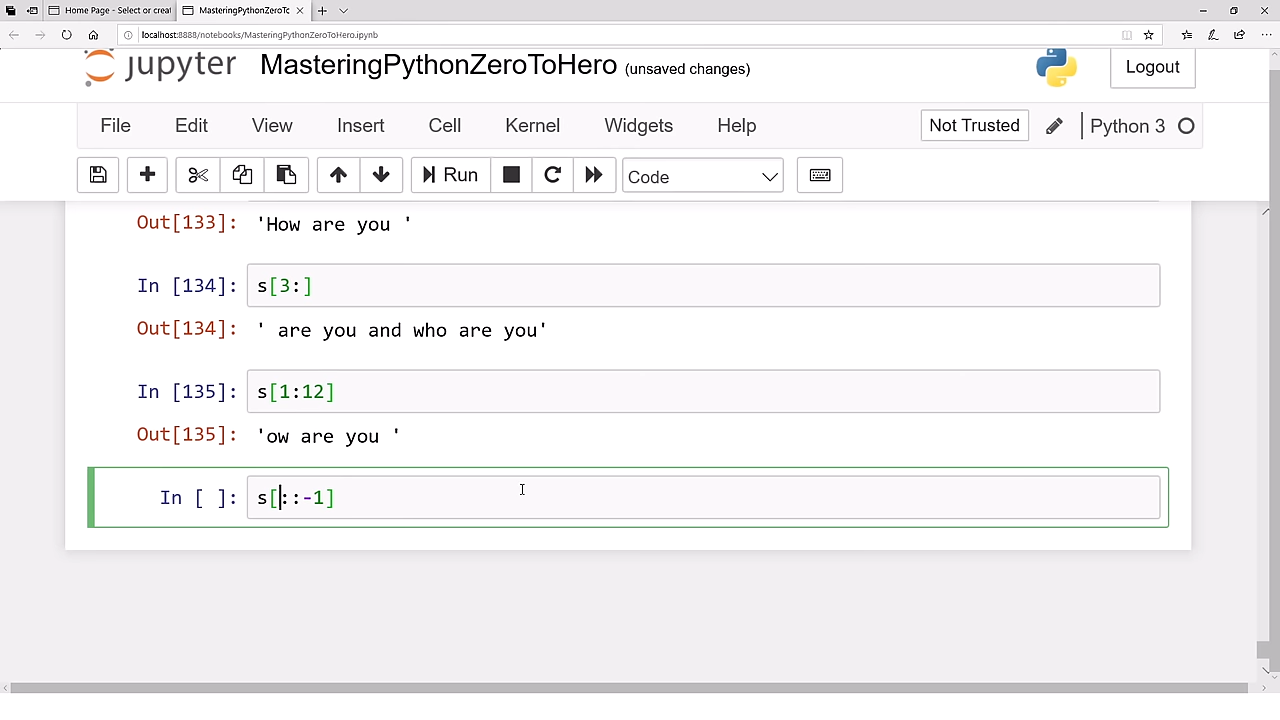 Home Page - Select or creat
MasteringPythonZeroToC
localhost:8888/notebooks/MasteringPythonZeroToHero.ipynb
jupyter MasteringPythonZeroToHero (unsaved changes)
Logout
File Edit View Insert Cell Kernel Widgets Help
Not Trusted
Python 3
Run
Code
Out[133]: 'How are you '
In [134]: s[3:]
Out[134]: ' are you and who are you'
In [135]: s[1:12]
Out[135]: 'ow are you '
In [ ]: s[::-1]